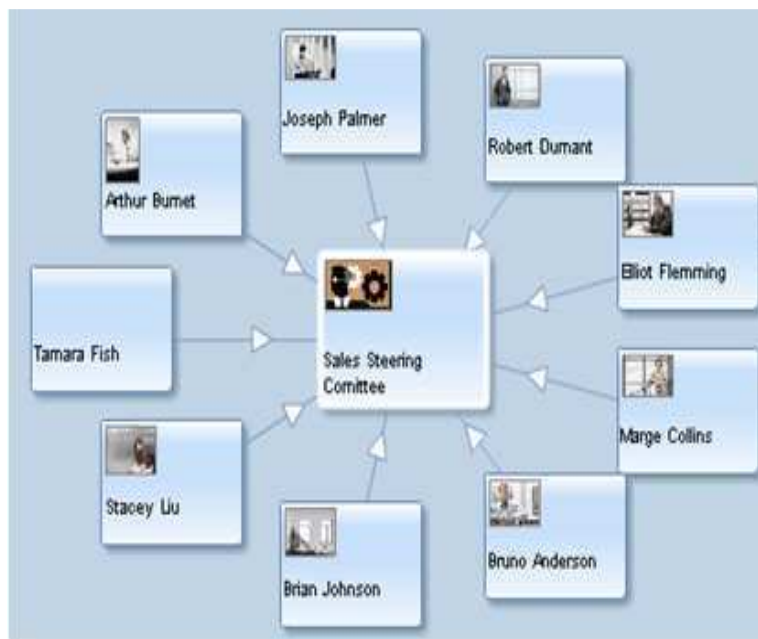 Joseph Palmer
Robert Dumant
Arthur Burnet
Elliot Flemming
Tamara Fish
Sales Steering
Comittee
Marge Collins
Stacey Liu
Bruno Anderson
Brian Johnson